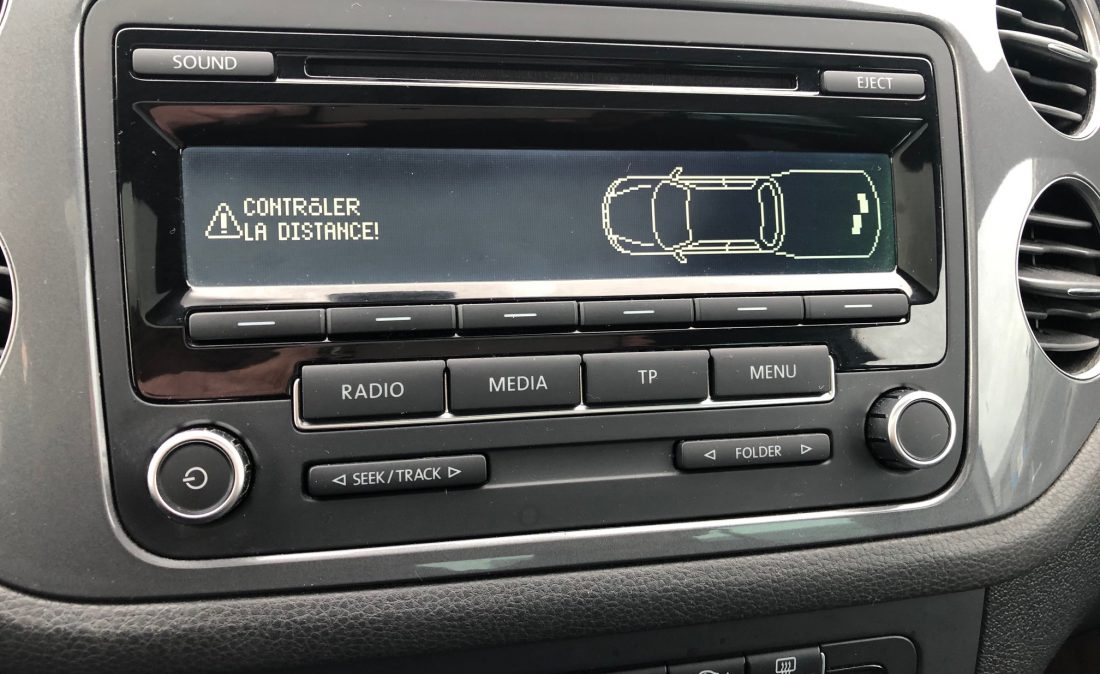 SOUND
EJECT
CONTRÔLER
LA DISTANCE!
RADIO
MEDIA
TP
MENU
SEEK/TRACK
FOLDER